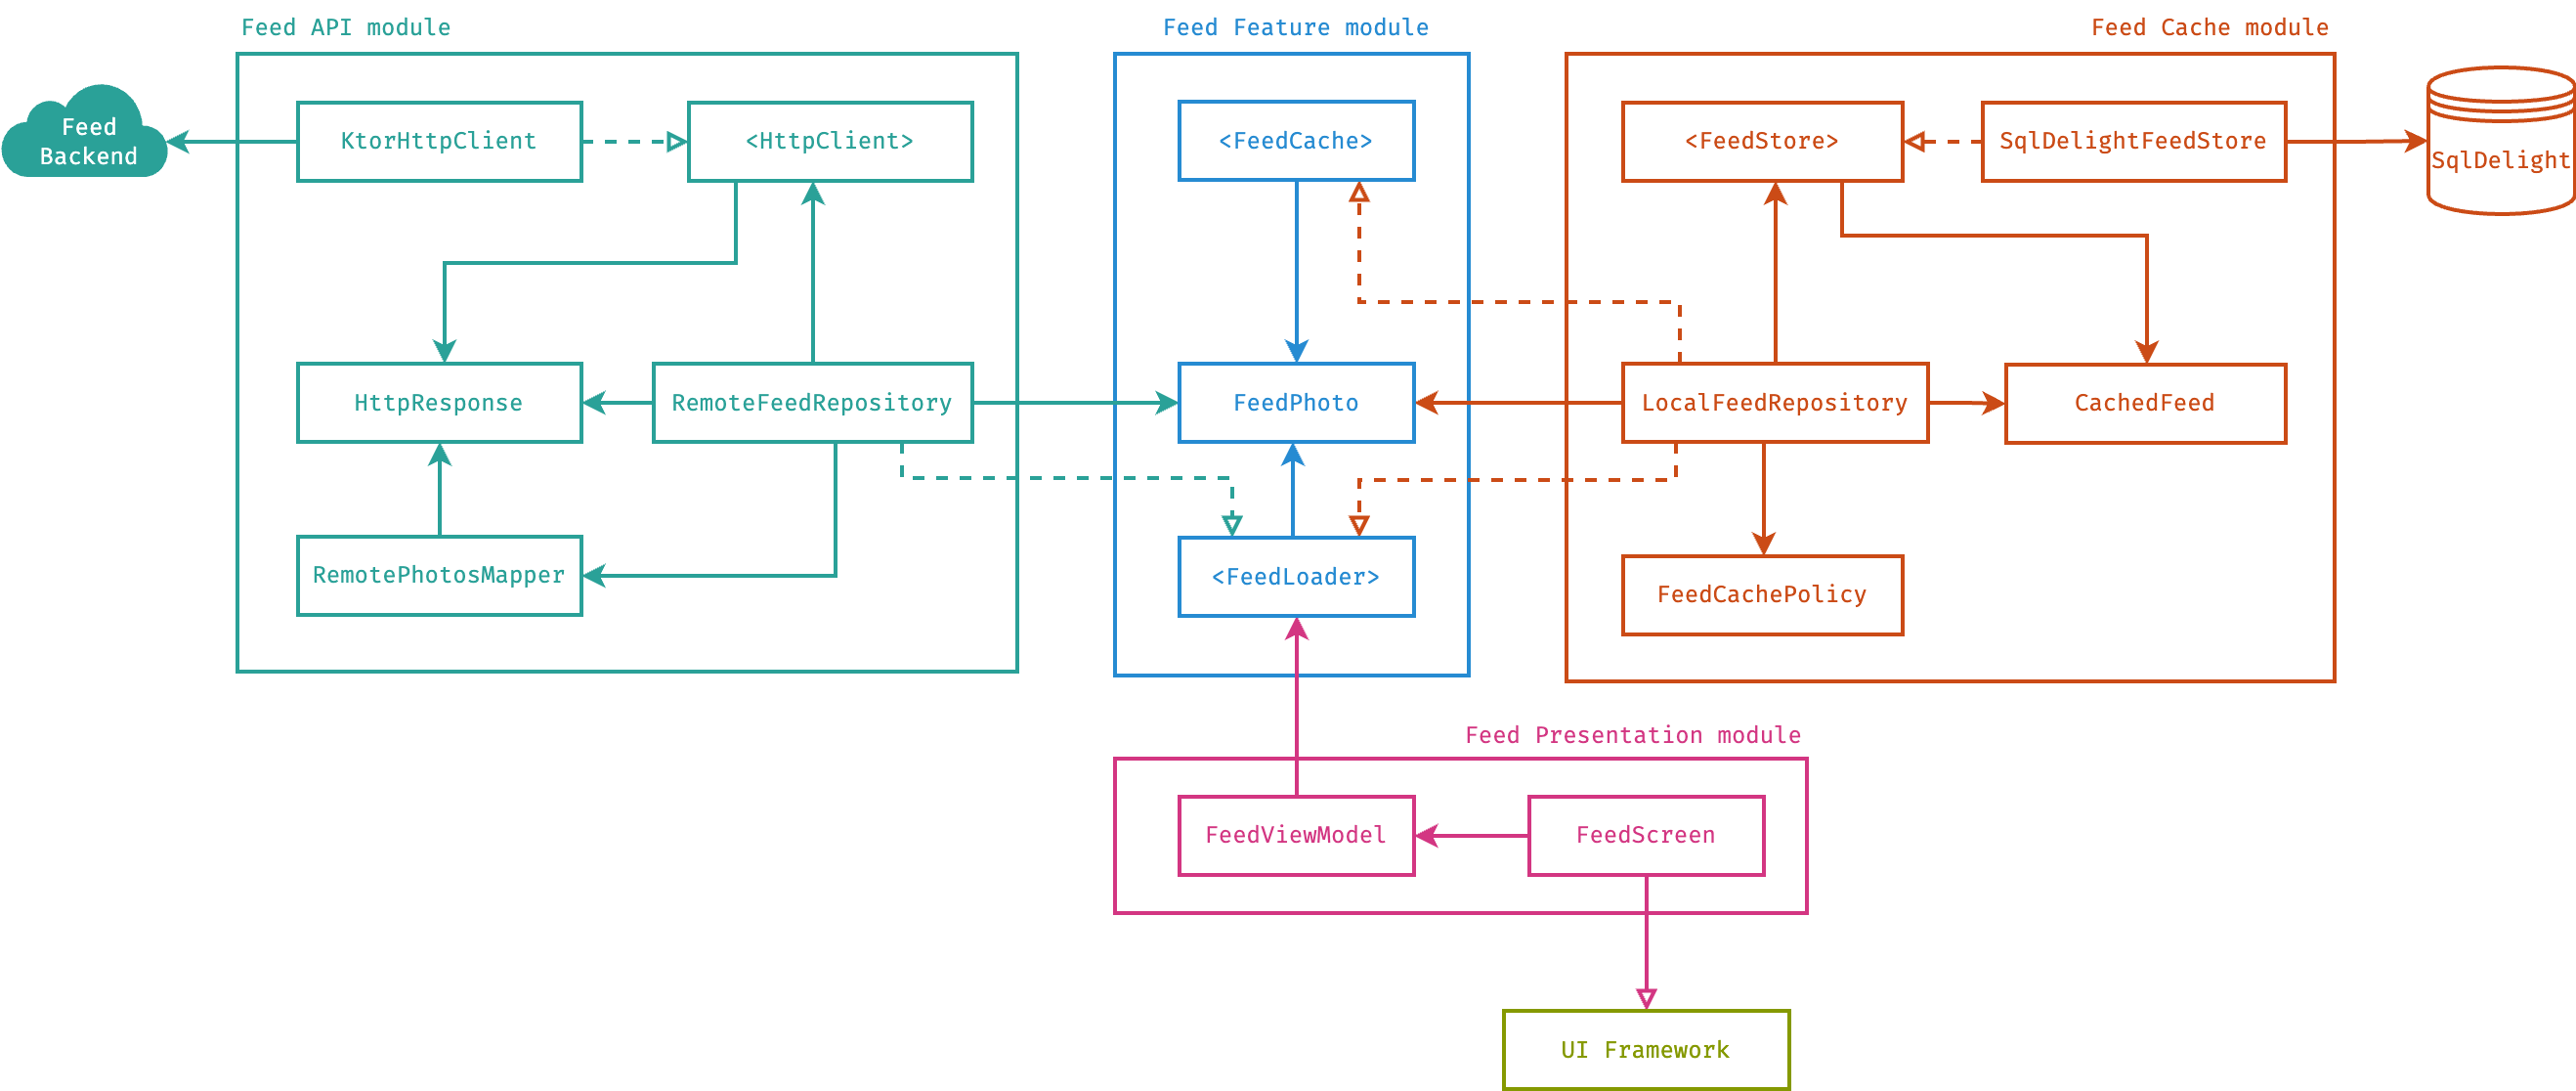 Feed API module
Feed Feature module
Feed Cache module
Feed
Backend
KtorHttpClient
<HttpClient>
<FeedCache>
<FeedStore>
SqlDelightFeedStore
SqlDelight
HttpResponse
RemoteFeedRepository
FeedPhoto
LocalFeedRepository
CachedFeed
RemotePhotosMapper
<FeedLoader>
FeedCachePolicy
Feed Presentation module
FeedViewModel
FeedScreen
UI Framework